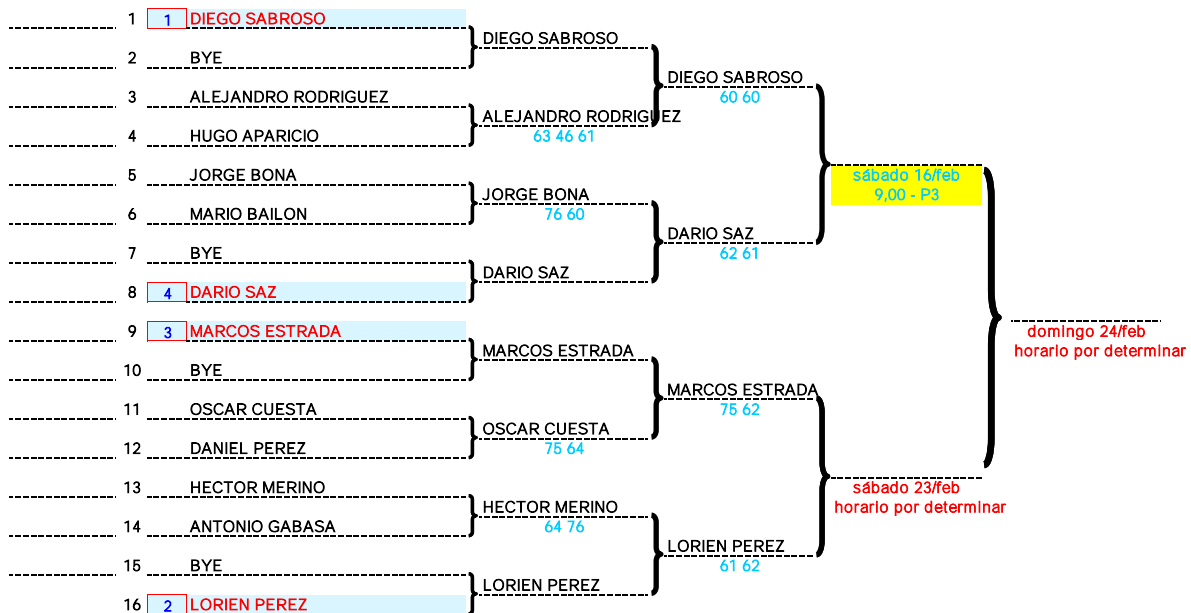 1 1 DIEGO SABROSO
DIEGO SABROSO
2 BYE
DIEGO SABROSO
60 60
3 ALEJANDRO RODRIGUEZ
ALEJANDRO RODRIGUEZ
63 46 61
4 HUGO APARICIO
sábado 16/feb
9,00 - P3
5 JORGE BONA
JORGE BONA
76 60
6 MARIO BAILON
DARIO SAZ
62 61
7 BYE
DARIO SAZ
8 4 DARIO SAZ
domingo 24/feb
horario por determinar
9 3 MARCOS ESTRADA
MARCOS ESTRADA
10 BYE
MARCOS ESTRADA
75 62
11 OSCAR CUESTA
OSCAR CUESTA
75 64
12 DANIEL PEREZ
sábado 23/feb
horario por determinar
13 HECTOR MERINO
HECTOR MERINO
64 76
14 ANTONIO GABASA
LORIEN PEREZ
61 62
15 BYE
LORIEN PEREZ
16 2 LORIEN PEREZ